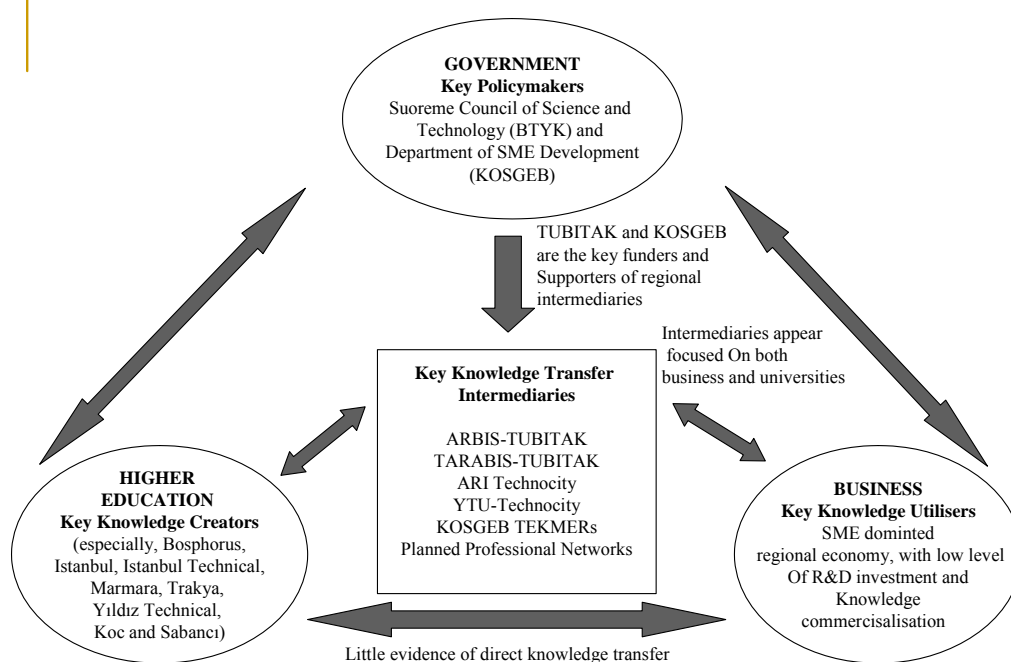 GOVERNMENT
Key Policymakers
Suoreme Council of Science and
Technology (BTYK) and
Department of SME Development
(KOSGEB)
TUBITAK and KOSGEB
are the key funders and
Supporters of regional
intermediaries
Intermediaries appear
focused On both
business and universities
Key Knowledge Transfer
Intermediaries
ARBIS-TUBITAK
TARABIS-TUBITAK
ARI Technocity
YTU-Technocity
KOSGEB TEKMERs
Planned Professional Networks
HIGHER
EDUCATION
Key Knowledge Creators
(especially, Bosphorus,
Istanbul, Istanbul Technical,
Marmara, Trakya,
Yıldız Technical,
Koc and Sabancı)
BUSINESS
Key Knowledge Utilisers
SME dominted
regional economy, with low level
Of R&D investment and
Knowledge
commercisalisation
Little evidence of direct knowledge transfer